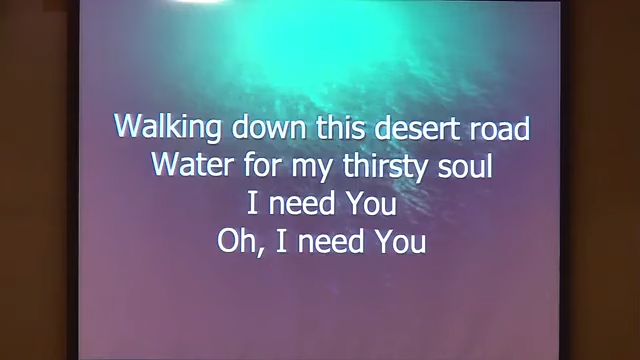 Walking down this desert road
Water for my thirsty soul
I need You
Oh, I need You